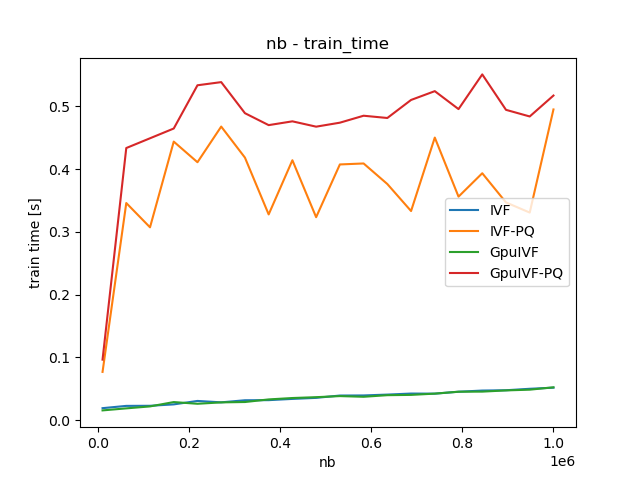 nb - train_time
train time [s]
0.5
0.4
0.3
0.2
0.1
0.0
IVF
IVF-PQ
GpuIVF
GpuIVF-PQ
0.0 0.2 0.4 0.6 0.8 1.0
nb
1e6